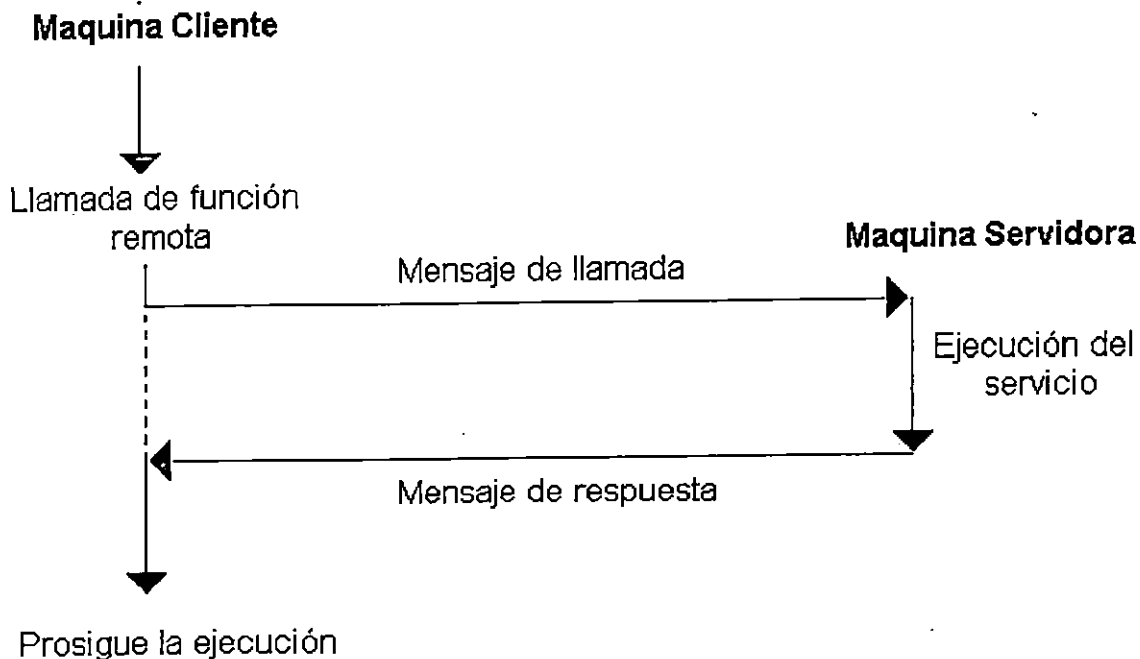 Maquina Cliente
Llamada de función
remota
Maquina Servidora
Mensaje de llamada
Ejecución del
servicio
Mensaje de respuesta
Prosigue la ejecución